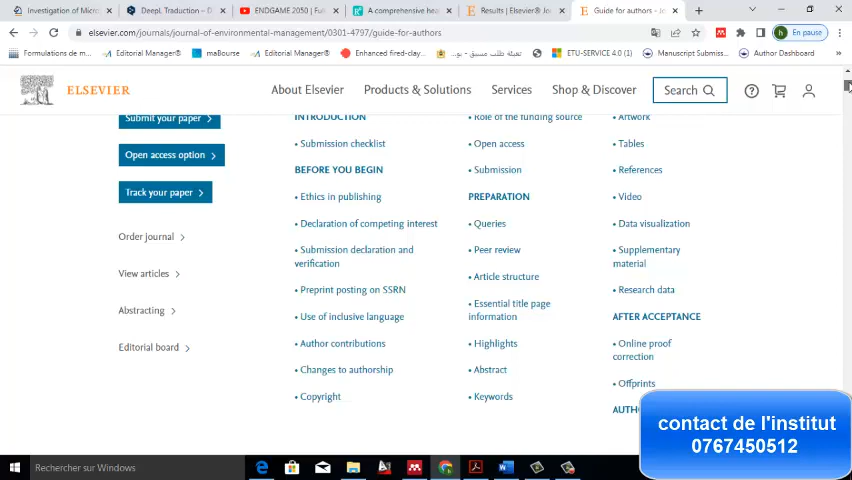 Investigation of Micro
DeepL Traduction – D
ENDGAME 2050 | Ful
A comprehensive hea
Results | Elsevier® Jo
Guide for authors - Jo
elsevier.com/journals/journal-of-environmental-management/0301-4797/guide-for-authors
h En pause
Formulations de m...
Editorial Manager®
maBourse
Editorial Manager®
Enhanced fired-clay...
تعبئة طلب مسبق - بو...
ETU-SERVICE 4.0 (1)
Manuscript Submiss...
Author Dashboard
»
ELSEVIER
About Elsevier
Products & Solutions
Services
Shop & Discover
Search
Submit your paper
Open access option
Track your paper
Order journal
View articles
Abstracting
Editorial board
INTRODUCTION
• Submission checklist
BEFORE YOU BEGIN
• Ethics in publishing
• Declaration of competing interest
• Submission declaration and
verification
• Preprint posting on SSRN
• Use of inclusive language
• Author contributions
• Changes to authorship
• Copyright
• Role of the funding source
• Open access
• Submission
PREPARATION
• Queries
• Peer review
• Article structure
• Essential title page
information
• Highlights
• Abstract
• Keywords
• Artwork
• Tables
• References
• Video
• Data visualization
• Supplementary
material
• Research data
AFTER ACCEPTANCE
• Online proof
correction
• Offprints
AUTH
contact de l'institut
0767450512
Rechercher sur Windows